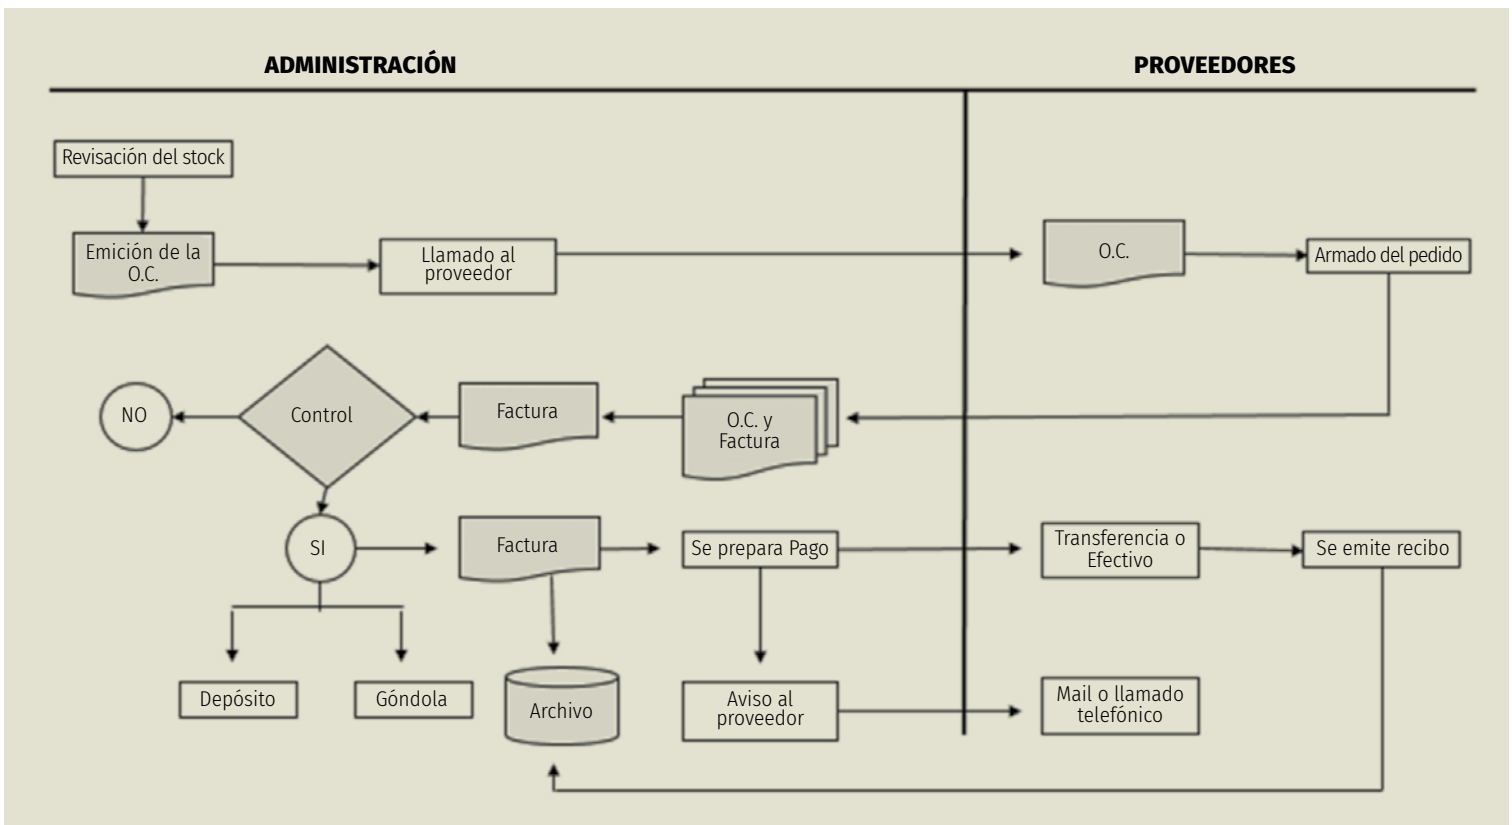 ADMINISTRACIÓN
PROVEEDORES
Revisación del stock
Emición de la
O.C.
Llamado al
proveedor
O.C.
Armado del pedido
NO
Control
Factura
O.C. y
Factura
SI
Factura
Se prepara Pago
Transferencia o
Efectivo
Se emite recibo
Depósito
Góndola
Archivo
Aviso al
proveedor
Mail o llamado
telefónico